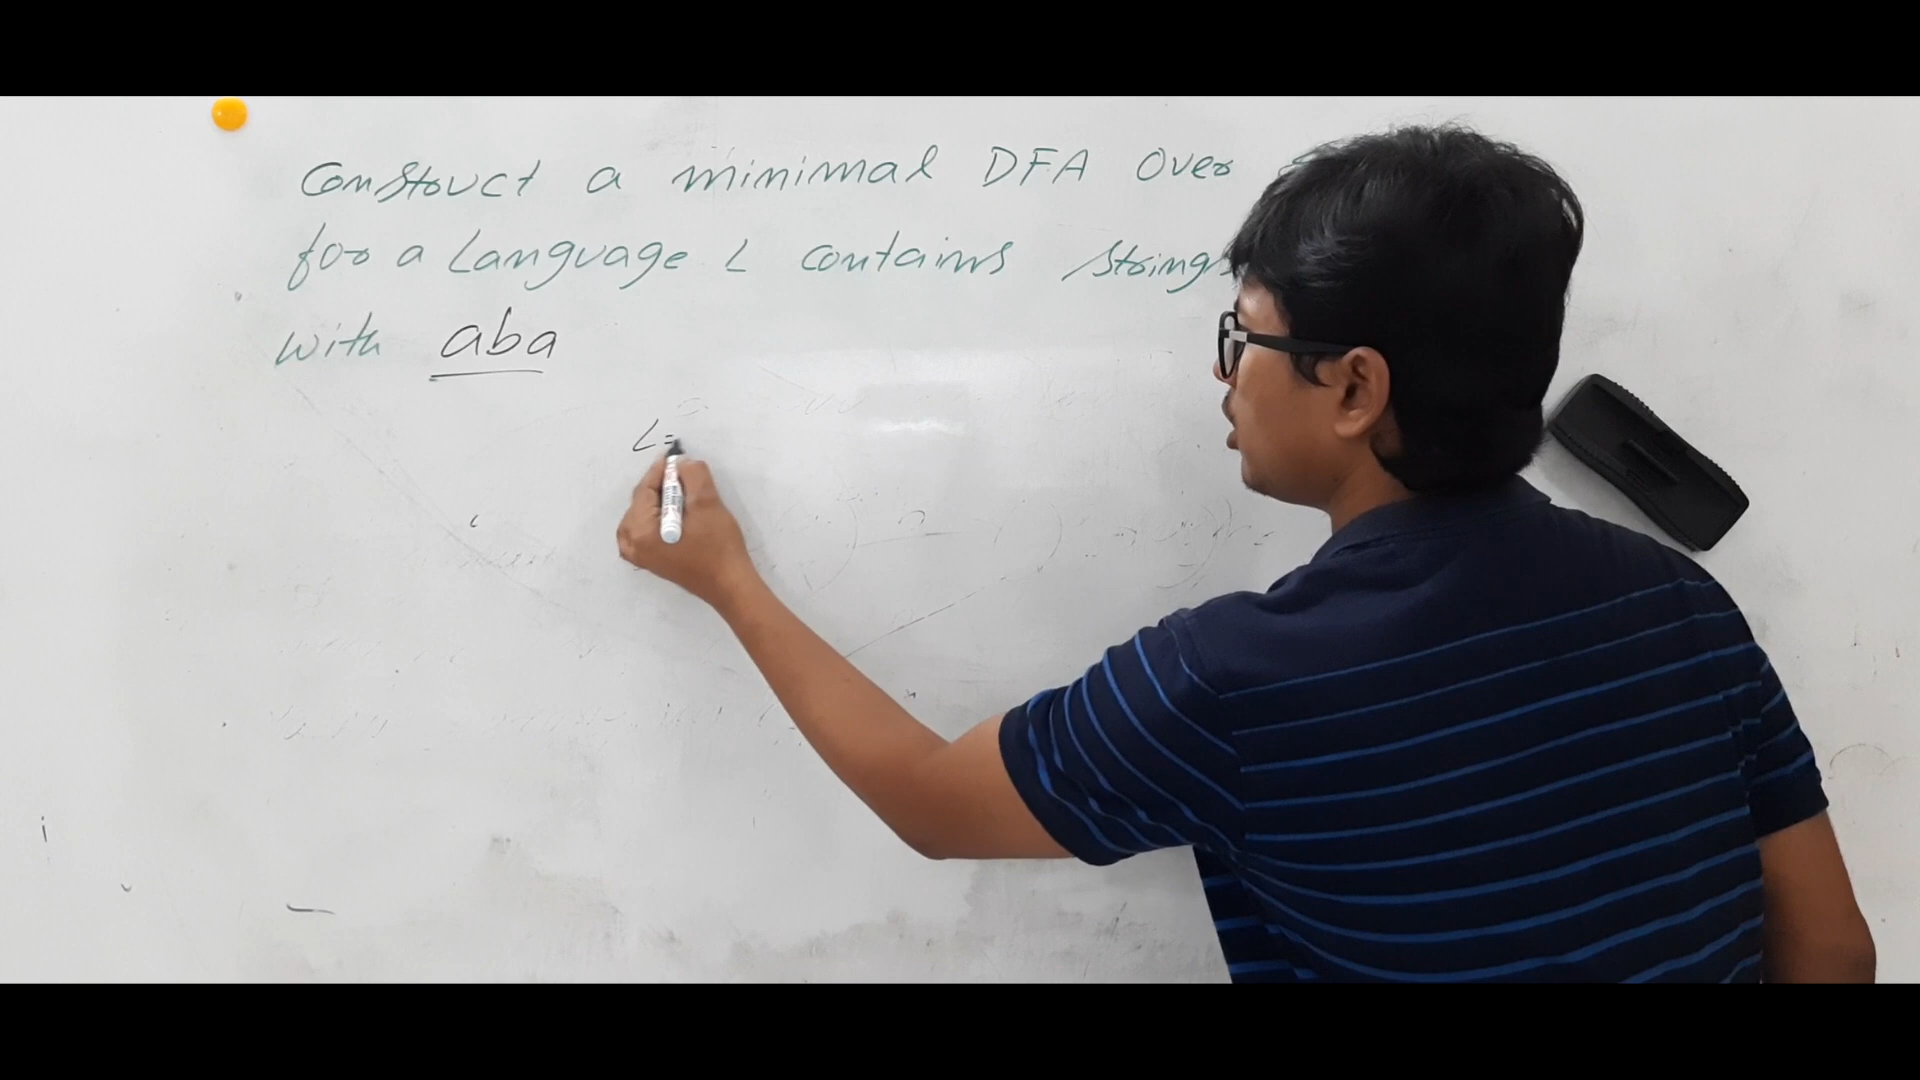 Construct a minimal DFA Over
for a Language L contains strings
with aba
L=